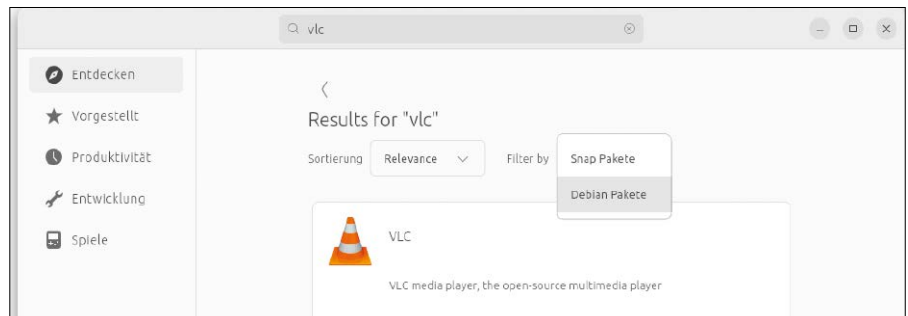 vlc
Entdecken
Vorgestellt
Produktivität
Entwicklung
Spiele
Results for "vlc"
Sortierung Relevance Filter by Snap Pakete
Debian Pakete
VLC
VLC media player, the open-source multimedia player